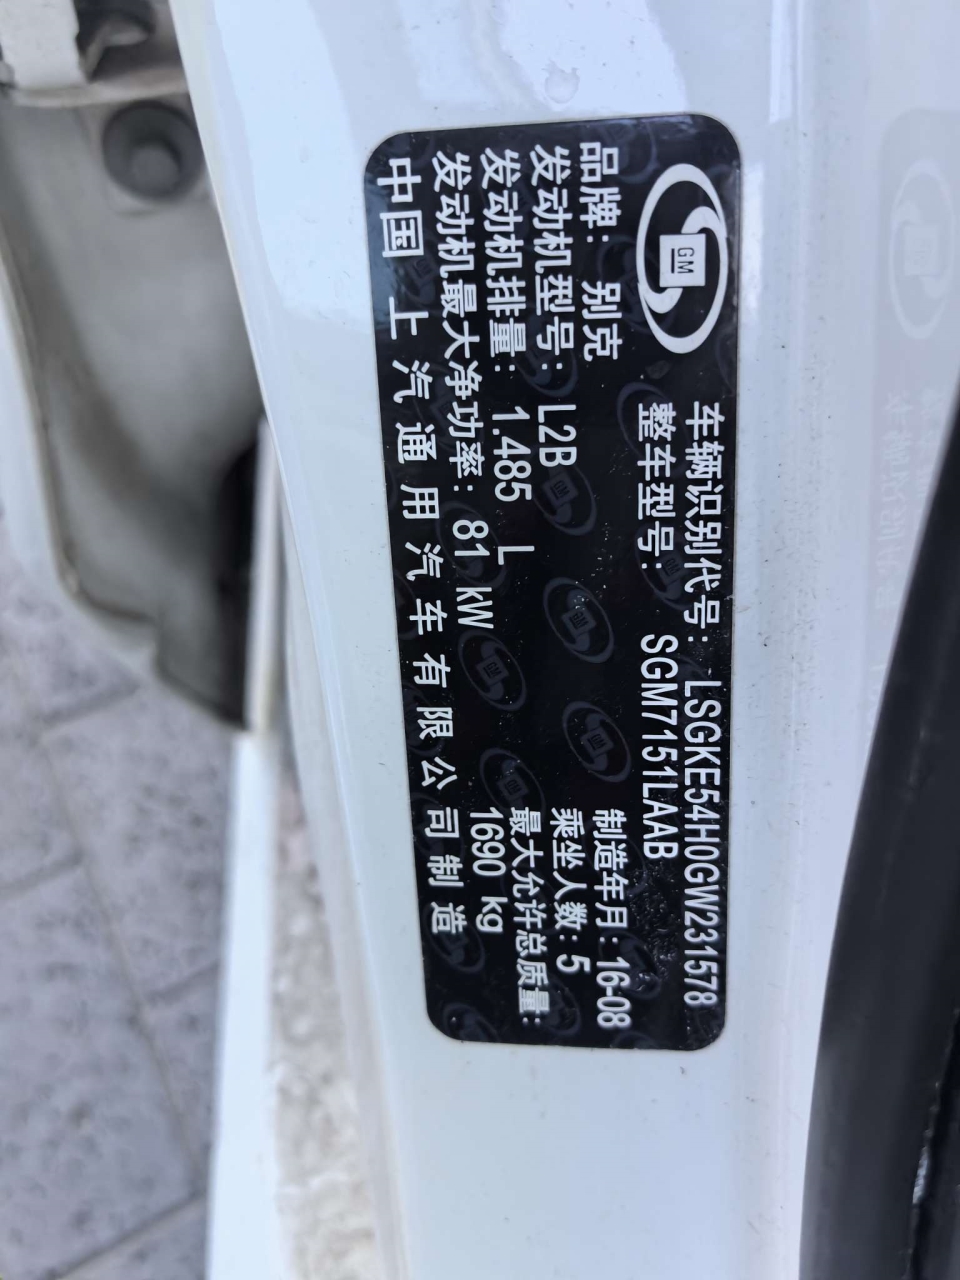 GM
车辆识别代号: LSGKE54H0GW231578
整车型号: SGM7151LAAB
品牌: 别克
制造年月: 16-08
发动机型号: L2B
乘坐人数: 5
发动机排量: 1.485 L
最大允许总质量:
发动机最大净功率: 81 kW
1690 kg
中国 上汽通用汽车有限公司制造